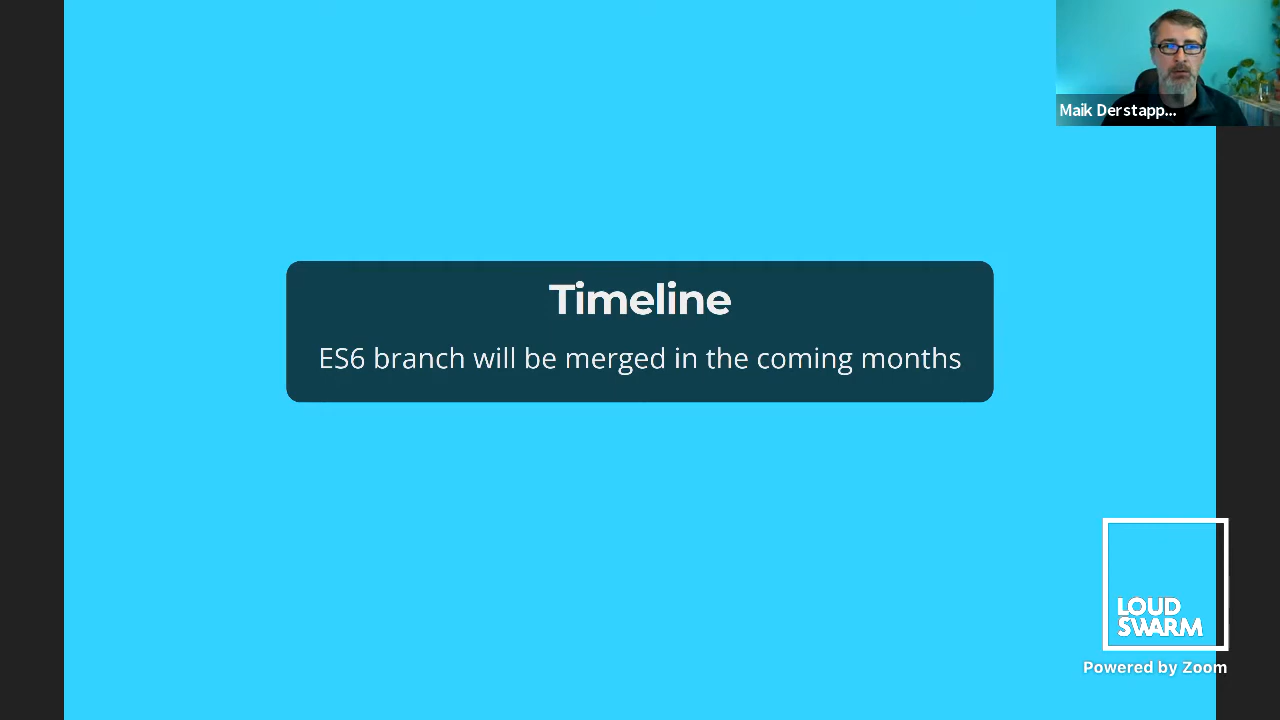 Maik Derstapp...
Timeline
ES6 branch will be merged in the coming months
LOUD
SWARM
Powered by Zoom